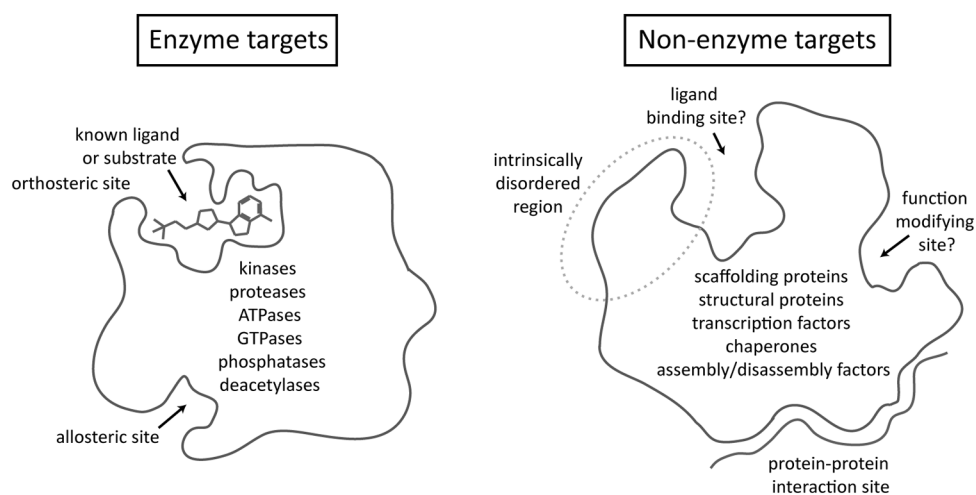 Enzyme targets
known ligand
or substrate
orthosteric site
kinases
proteases
ATPases
GTPases
phosphatases
deacetylases
allosteric site
Non-enzyme targets
ligand
binding site?
intrinsically
disordered
region
function
modifying
site?
scaffolding proteins
structural proteins
transcription factors
chaperones
assembly/disassembly factors
protein-protein
interaction site